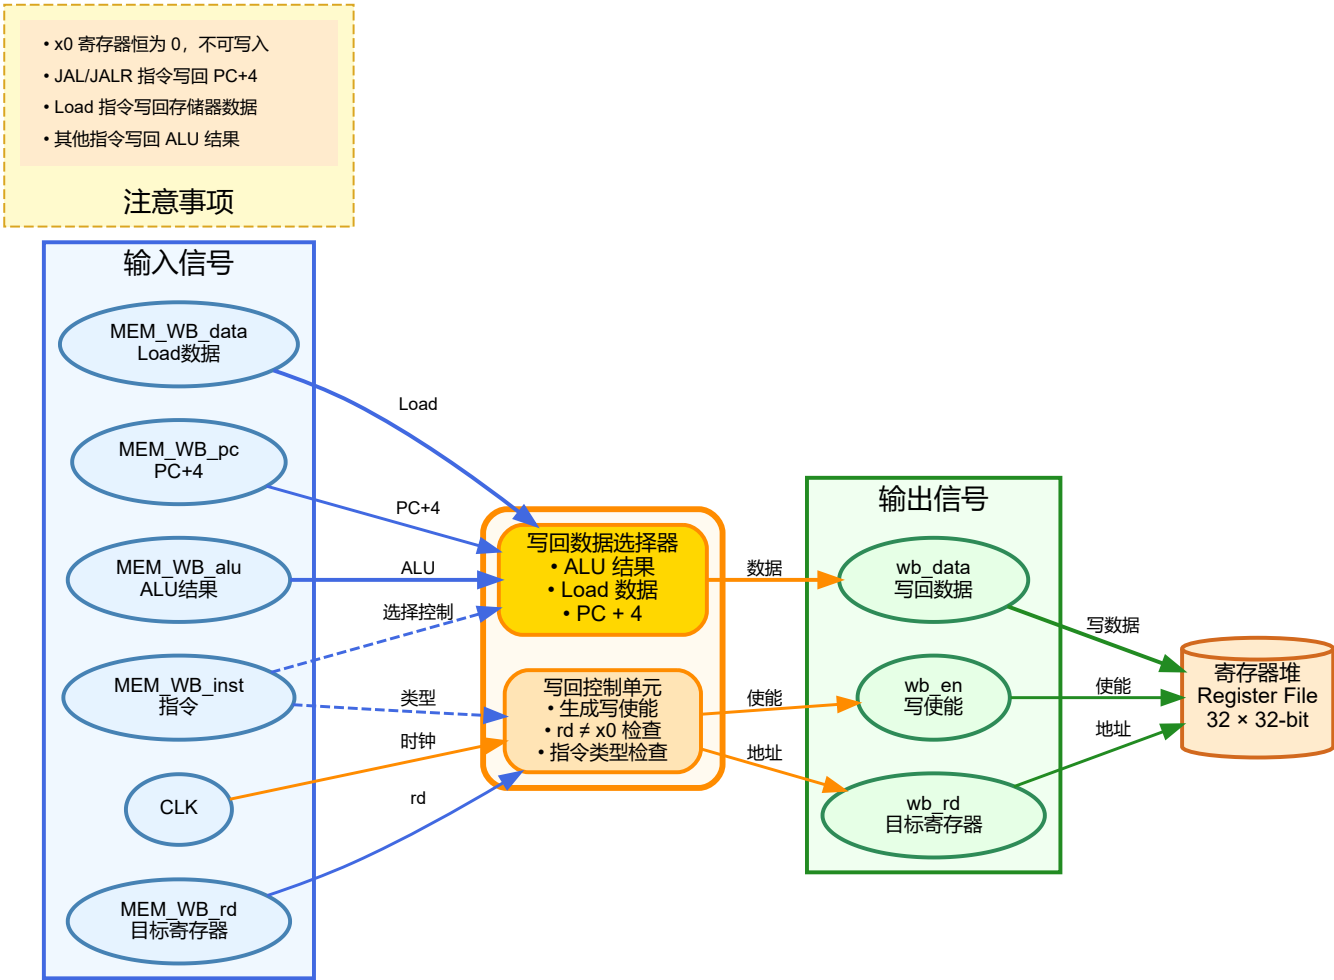 • x0 寄存器恒为 0，不可写入
• JAL/JALR 指令写回 PC+4
• Load 指令写回存储器数据
• 其他指令写回 ALU 结果
注意事项
输入信号
MEM_WB_data
Load数据
MEM_WB_pc
PC+4
MEM_WB_alu
ALU结果
MEM_WB_inst
指令
CLK
MEM_WB_rd
目标寄存器
Load
PC+4
ALU
选择控制
类型
时钟
rd
写回数据选择器
• ALU 结果
• Load 数据
• PC + 4
写回控制单元
• 生成写使能
• rd ≠ x0 检查
• 指令类型检查
数据
使能
地址
输出信号
wb_data
写回数据
wb_en
写使能
wb_rd
目标寄存器
写数据
使能
地址
寄存器堆
Register File
32 × 32-bit